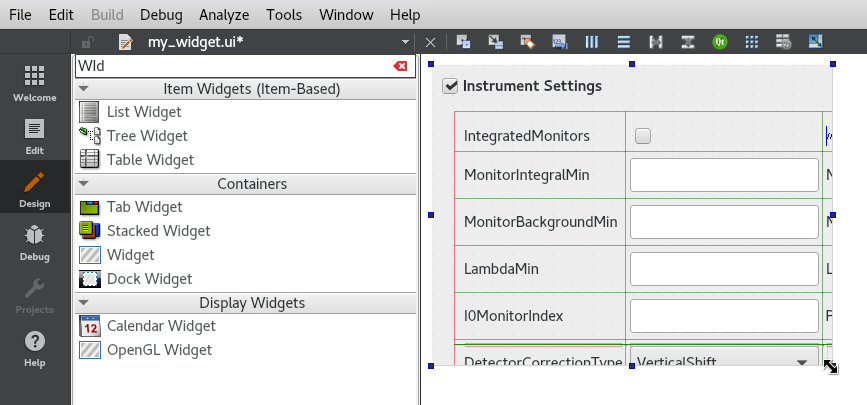 File Edit Build Debug Analyze Tools Window Help
my_widget.ui*
Welcome
Edit
Design
Debug
Projects
Help
WId
Item Widgets (Item-Based)
List Widget
Tree Widget
Table Widget
Containers
Tab Widget
Stacked Widget
Widget
Dock Widget
Display Widgets
12 Calendar Widget
OpenGL Widget
Qt
Instrument Settings
IntegratedMonitors
MonitorIntegralMin
MonitorBackgroundMin
LambdaMin
I0MonitorIndex
DetectorCorrectionType VerticalShift